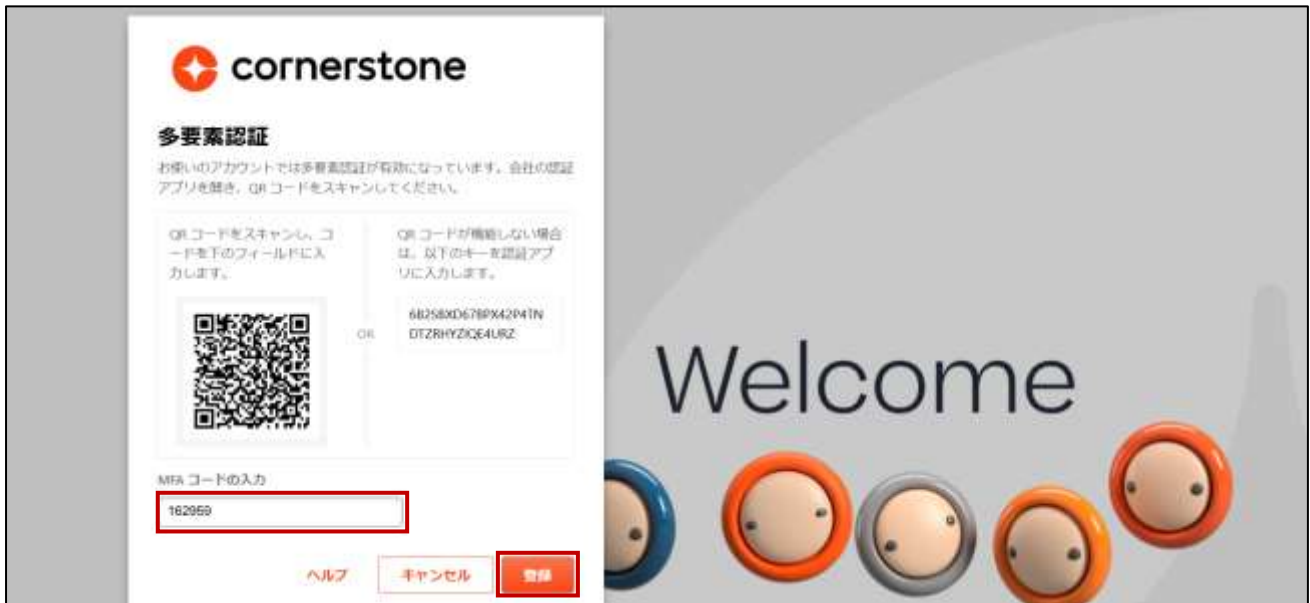 cornerstone
多要素認証
お使いのアカウントでは多要素認証が有効になっています。会社の認証
アプリを開き、QR コードをスキャンしてください。
QR コードをスキャンし、コ
ードを下のフィールドに入
力します。
QR コードが機能しない場合
は、以下のキーを認証アプ
リに入力します。
OR
MFA コードの入力
162959
ヘルプ
キャンセル
登録
Welcome